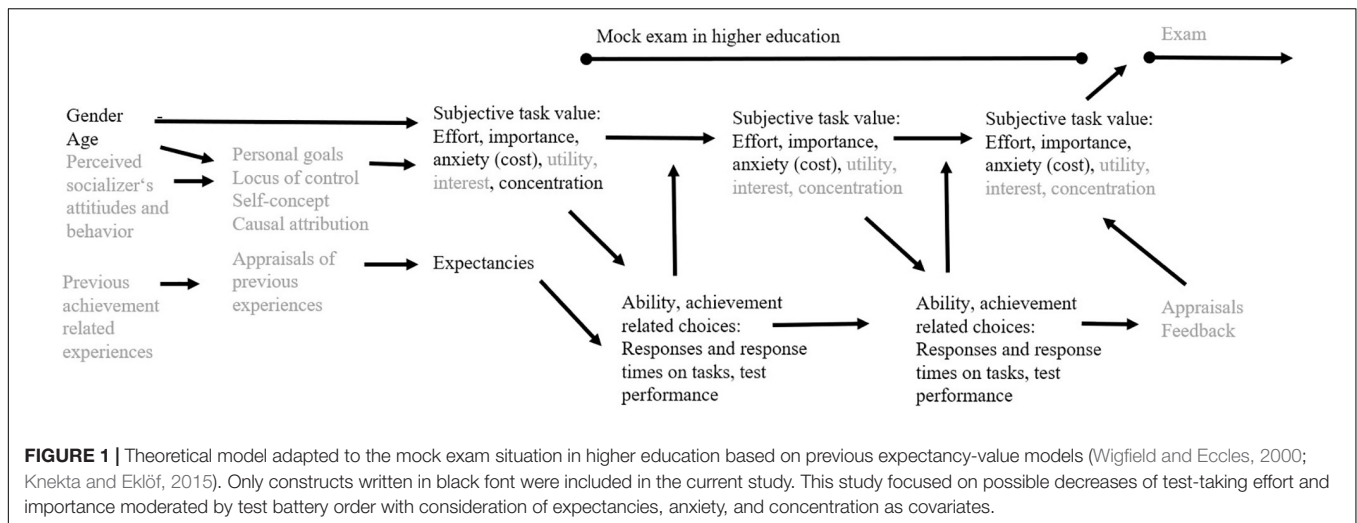 Mock exam in higher education
Exam
Gender
Age
Perceived
socializer‘s
attitiudes and
behavior
Previous
achievement
related
experiences
Personal goals
Locus of control
Self-concept
Causal attribution
Appraisals of
previous
experiences
Subjective task value:
Effort, importance,
anxiety (cost), utility,
interest, concentration
Expectancies
Ability, achievement
related choices:
Responses and response
times on tasks, test
performance
Subjective task value:
Effort, importance,
anxiety (cost), utility,
interest, concentration
Ability, achievement
related choices:
Responses and response
times on tasks, test
performance
Subjective task value:
Effort, importance,
anxiety (cost), utility,
interest, concentration
Appraisals
Feedback
FIGURE 1 | Theoretical model adapted to the mock exam situation in higher education based on previous expectancy-value models (Wigfield and Eccles, 2000;
Knekta and Eklöf, 2015). Only constructs written in black font were included in the current study. This study focused on possible decreases of test-taking effort and
importance moderated by test battery order with consideration of expectancies, anxiety, and concentration as covariates.